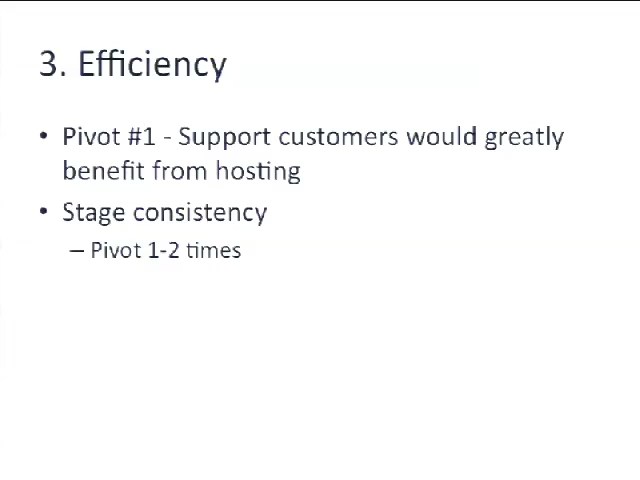 3. Efficiency
• Pivot #1 - Support customers would greatly
benefit from hosting
• Stage consistency
– Pivot 1-2 times